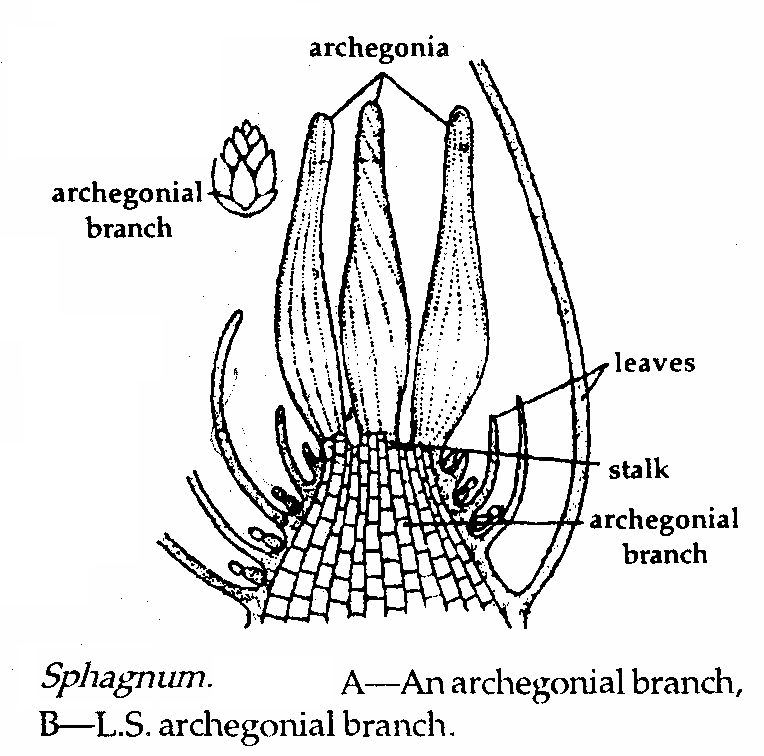 archegonia
archegonial
branch
leaves
stalk
archegonial
branch
Sphagnum. A—An archegonial branch,
B—L.S. archegonial branch.